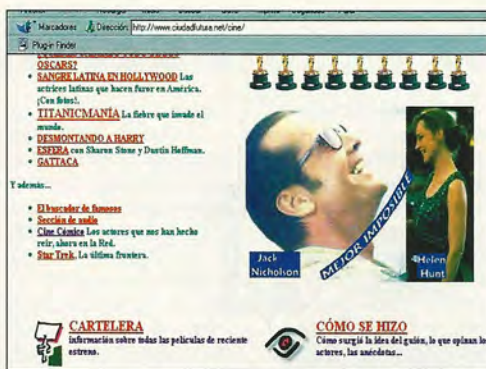 Marcadores Dirección: http://www.ciudadfutura.net/cine/
Plug-in Finder
OSCARS?
SANGRE LATINA EN HOLLYWOOD Las
actrices latinas que hacen furor en América.
¡Con fotos!.
TITANICMANÍA La fiebre que invade el
mundo.
DESMONTANDO A HARRY
ESFERA con Sharon Stone y Dustin Hoffman.
GATTACA
Y además...
El buscador de famosos
Sección de audio
Cine Cómico Los actores que nos han hecho
reir, ahora en la Red.
Star Trek. La última frontera.
Jack
Nicholson
MEJOR IMPOSIBLE
Helen
Hunt
CARTELERA
información sobre todas las películas de reciente
estreno.
CÓMO SE HIZO
Cómo surgió la idea del guión, lo que opinan los
actores, las anécdotas...